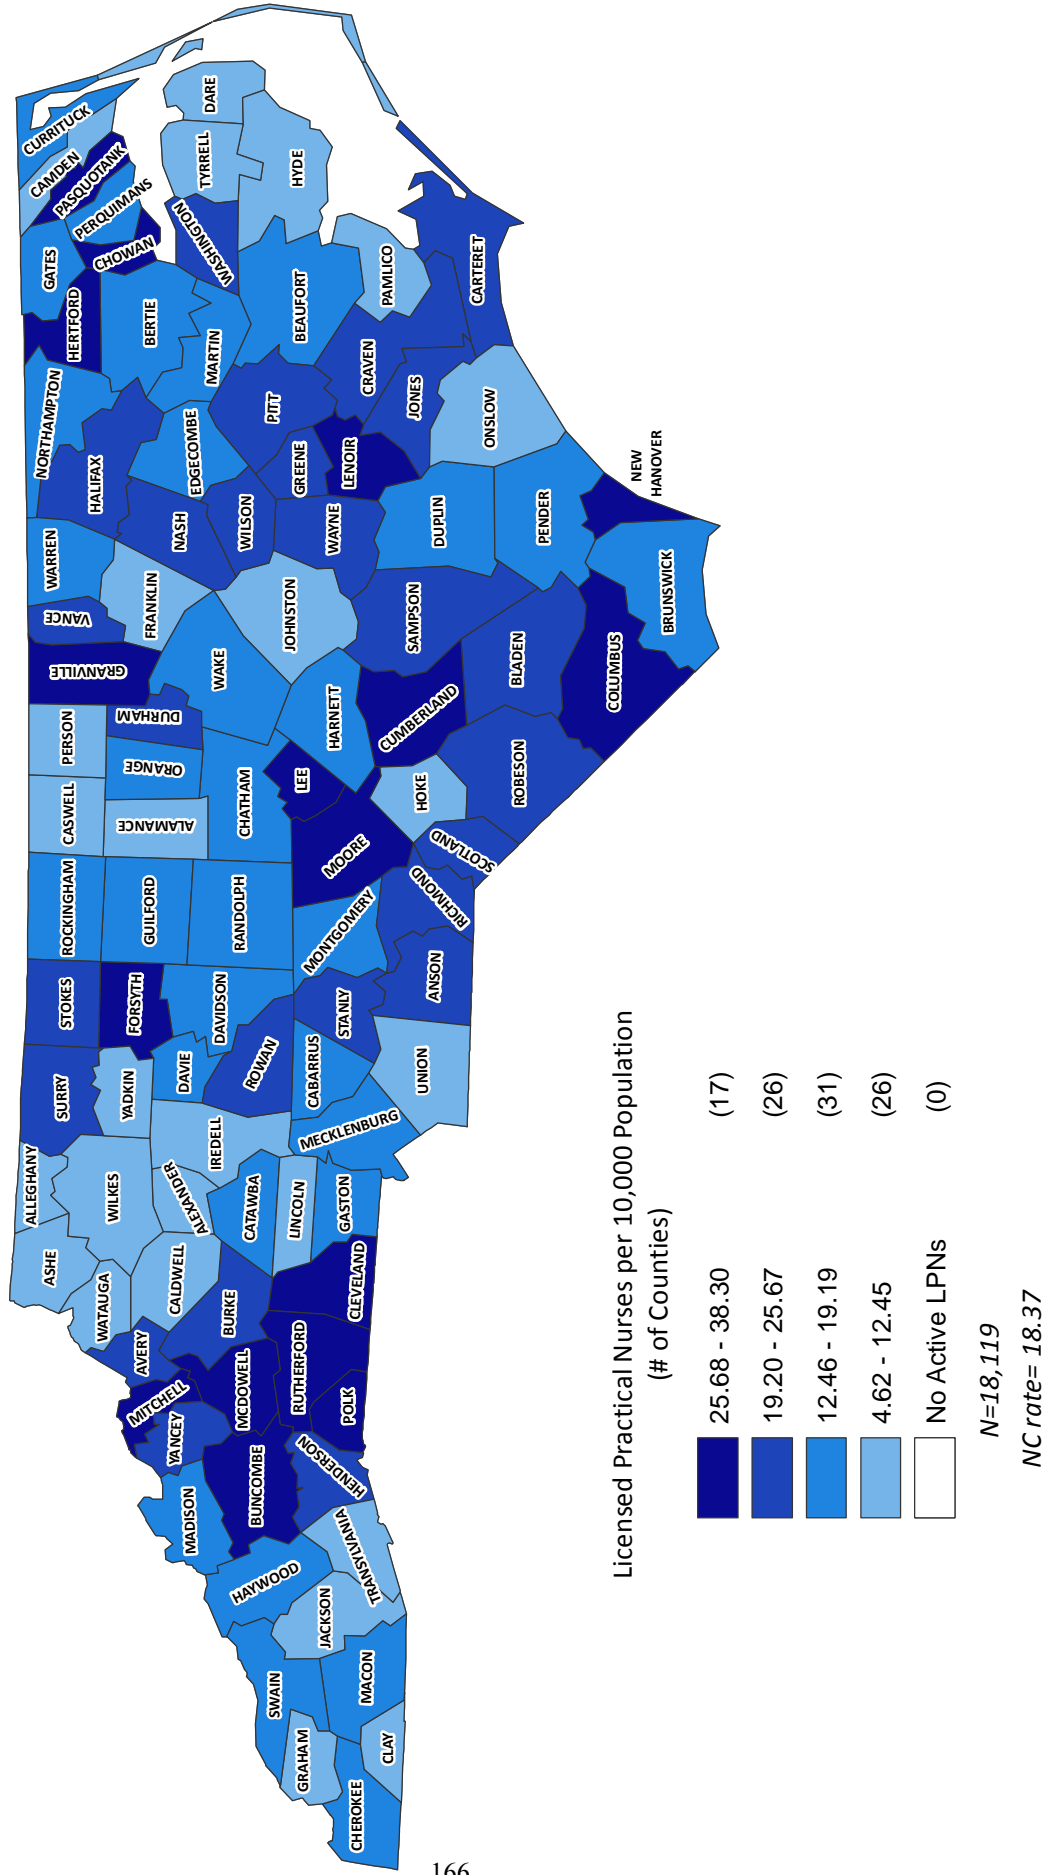 CHEROKEE
GRAHAM
CLAY
SWAIN
MACON
JACKSON
HAYWOOD
TRANSYLVANIA
MADISON
BUNCOMBE
HENDERSON
YANCEY
MITCHELL
AVERY
MCDOWELL
RUTHERFORD
POLK
WATAUGA
ASHE
ALLEGHANY
WILKES
CALDWELL
BURKE
CLEVELAND
ALEXANDER
CATAWBA
LINCOLN
GASTON
IREDELL
MECKLENBURG
SURRY
YADKIN
DAVIE
ROWAN
CABARRUS
UNION
STOKES
FORSYTH
DAVIDSON
STANLY
ANSON
ROCKINGHAM
GUILFORD
RANDOLPH
MONTGOMERY
RICHMOND
CASWELL
ALAMANCE
CHATHAM
MOORE
SCOTLAND
HOKE
PERSON
ORANGE
DURHAM
LEE
HARNETT
CUMBERLAND
ROBESON
GRANVILLE
VANCE
WAKE
WARREN
FRANKLIN
JOHNSTON
SAMPSON
BLADEN
COLUMBUS
BRUNSWICK
NORTHAMPTON
HALIFAX
NASH
EDGECOMBE
WILSON
WAYNE
DUPLIN
PENDER
NEW
HANOVER
GREENE
LENOIR
PITT
JONES
ONSLOW
CRAVEN
CARTERET
PAMLICO
HERTFORD
BERTIE
MARTIN
BEAUFORT
GATES
CHOWAN
PERQUIMANS
PASQUOTANK
CAMDEN
CURRITUCK
WASHINGTON
TYRRELL
DARE
HYDE
Licensed Practical Nurses per 10,000 Population
(# of Counties)
25.68 - 38.30 (17)
19.20 - 25.67 (26)
12.46 - 19.19 (31)
4.62 - 12.45 (26)
No Active LPNs (0)
N=18,119
NC rate= 18.37
166